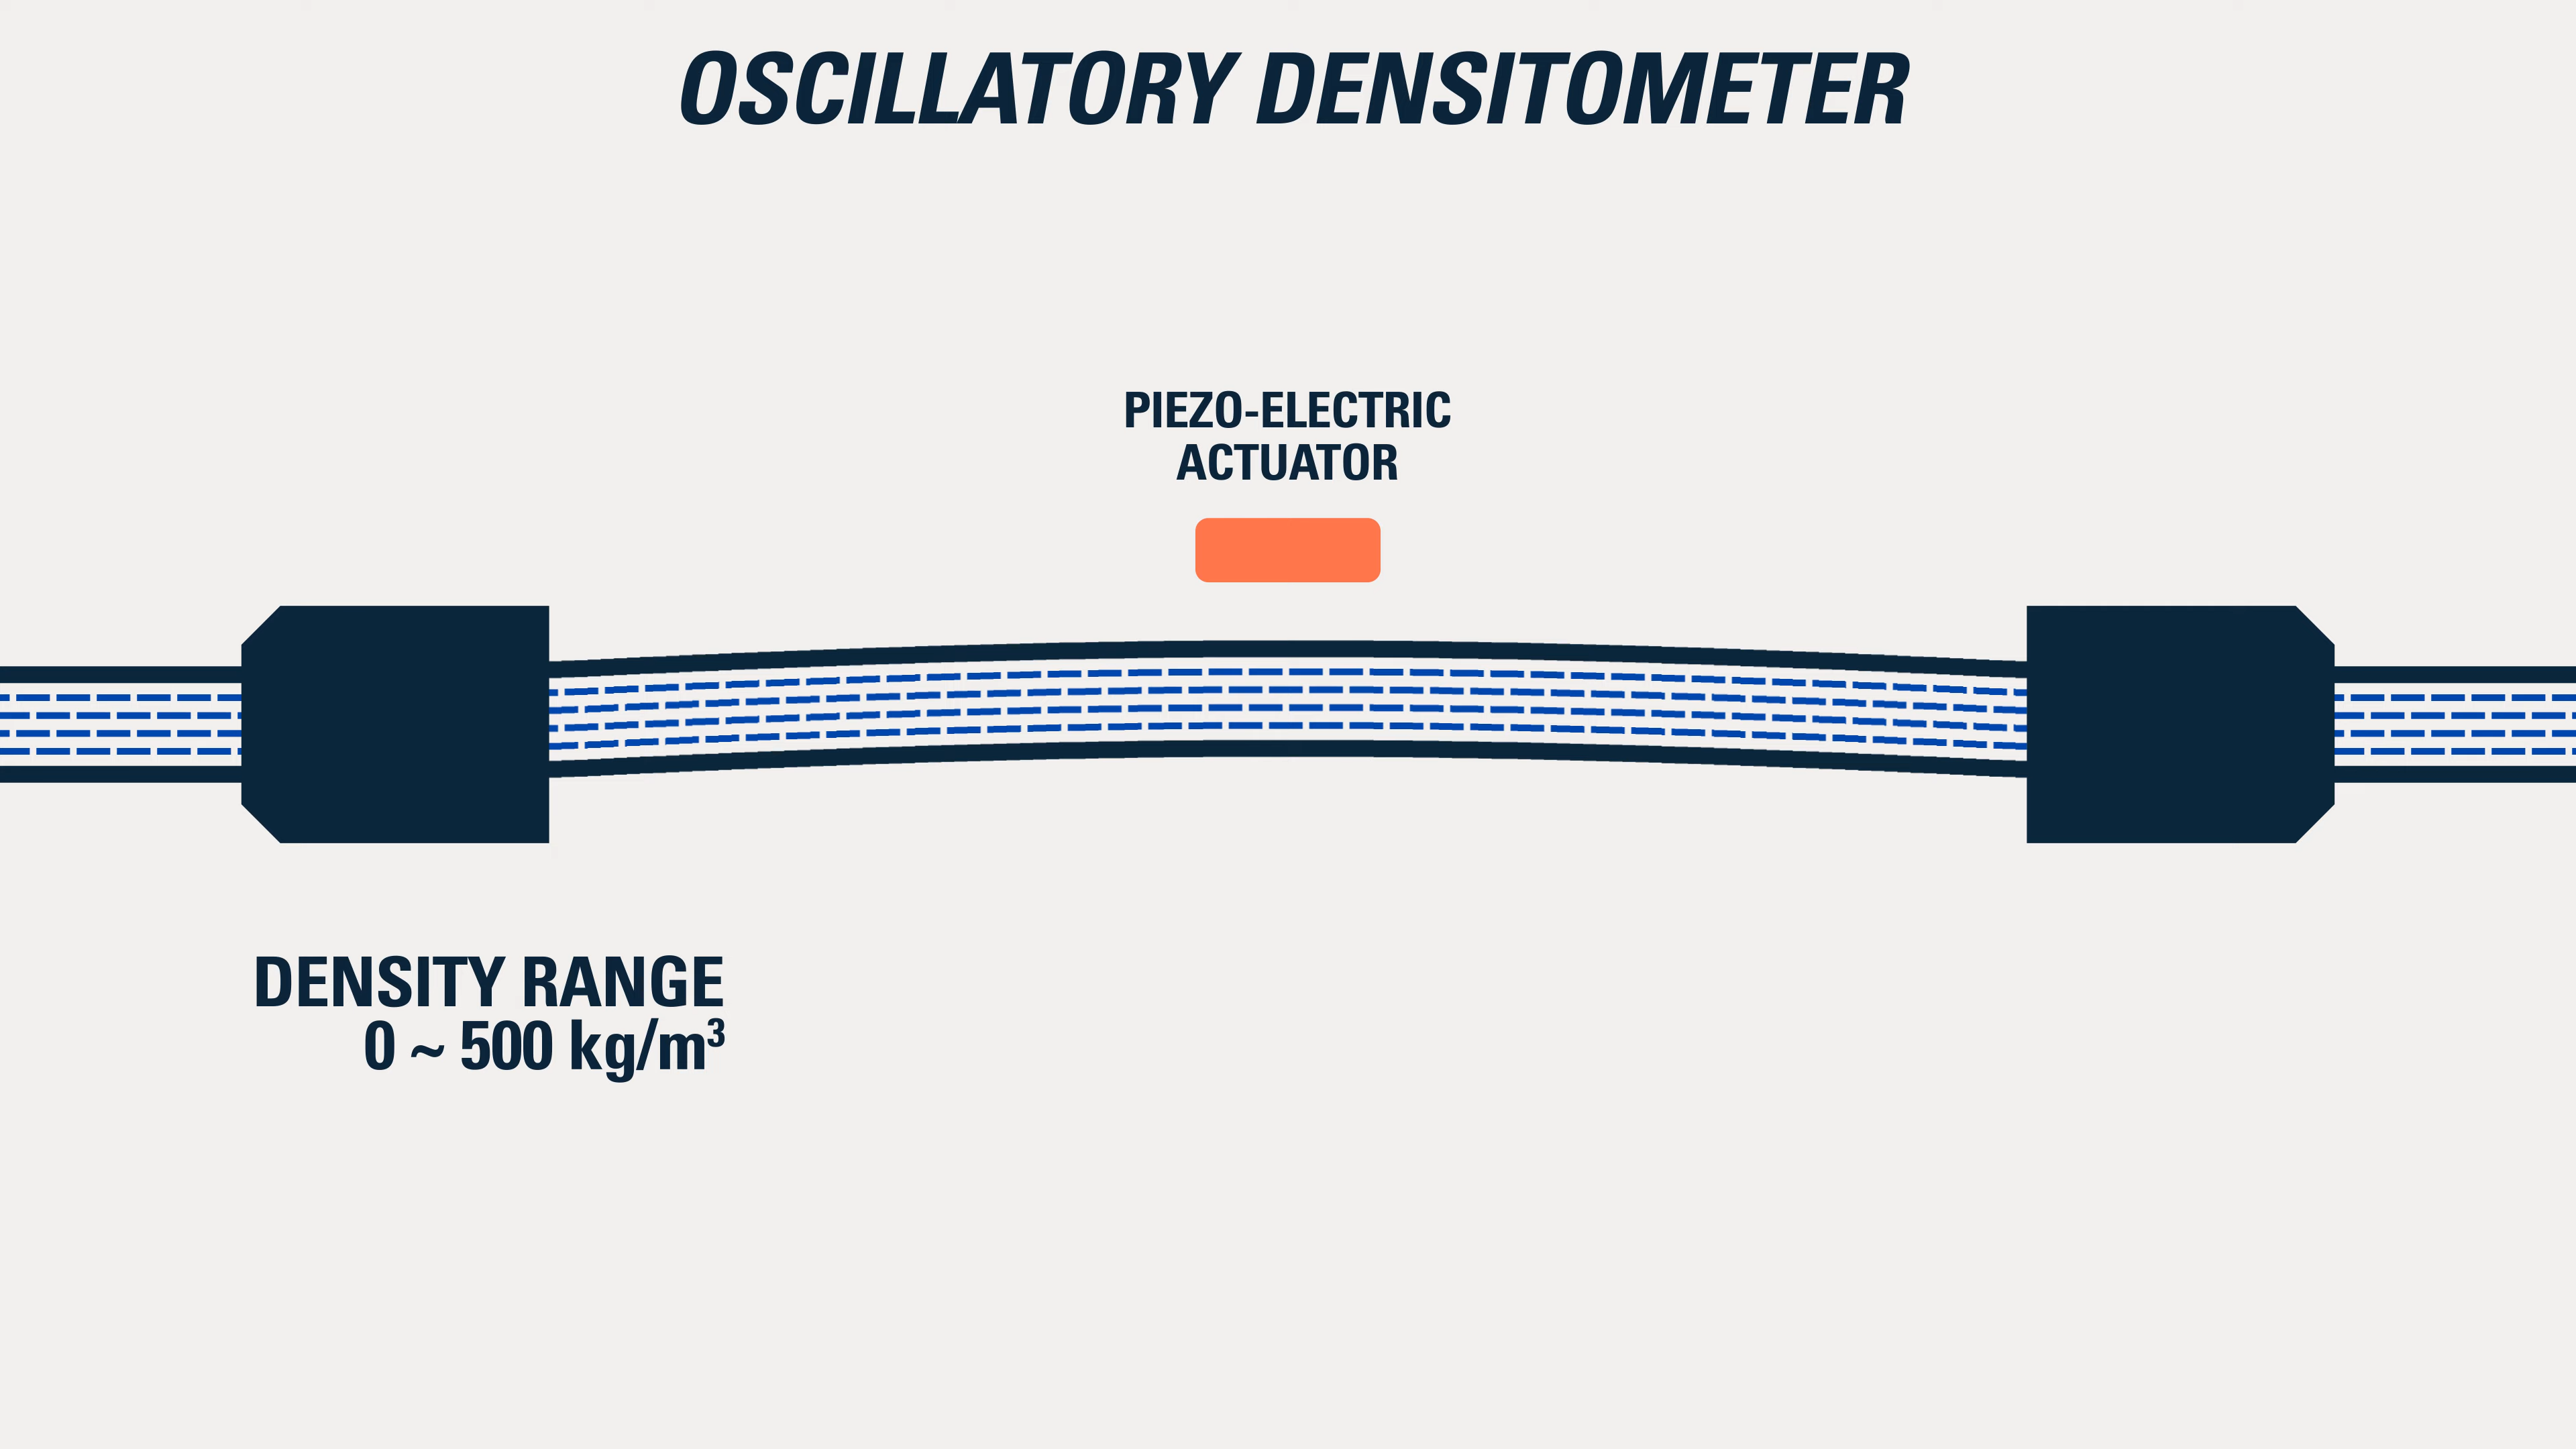 OSCILLATORY DENSITOMETER
PIEZO-ELECTRIC
ACTUATOR
DENSITY RANGE
0 ~ 500 kg/m³